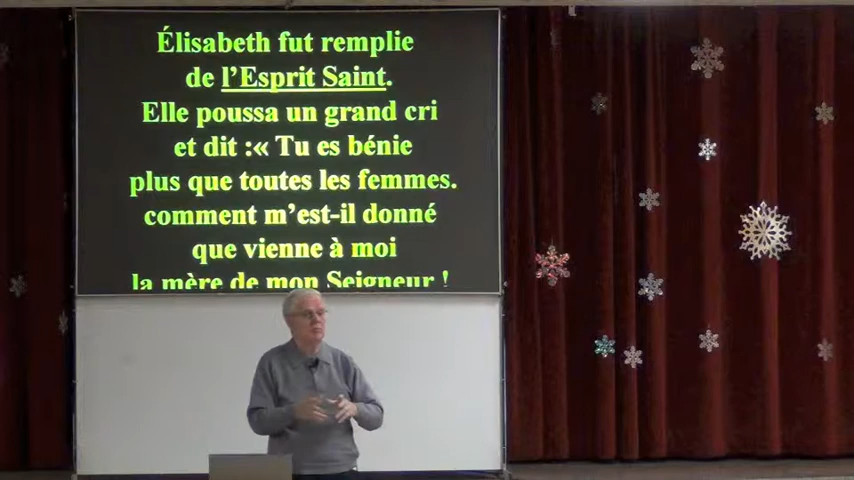 Élisabeth fut remplie
de l'Esprit Saint.
Elle poussa un grand cri
et dit :« Tu es bénie
plus que toutes les femmes.
comment m'est-il donné
que vienne à moi
la mère de mon Seigneur !